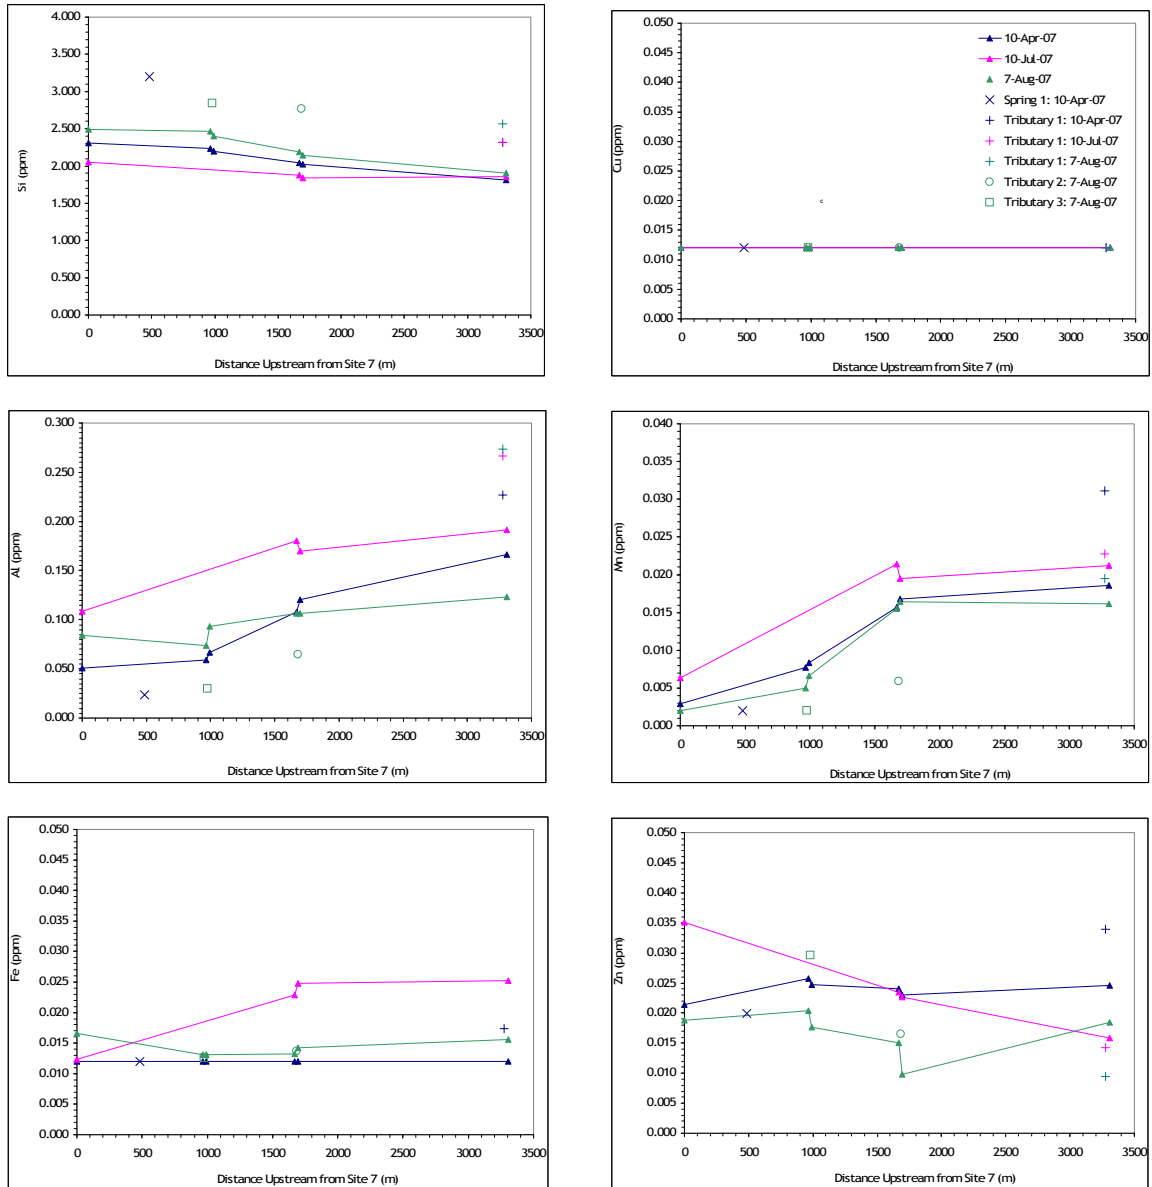 4.000
3.500
3.000
2.500
2.000
1.500
1.000
0.500
0.000
Si (ppm)
0 500 1000 1500 2000 2500 3000 3500
Distance Upstream from Site 7 (m)
0.050
0.045
0.040
0.035
0.030
0.025
0.020
0.015
0.010
0.005
0.000
Cu (ppm)
0 500 1000 1500 2000 2500 3000 3500
Distance Upstream from Site 7 (m)
10-Apr-07
10-Jul-07
7-Aug-07
Spring 1: 10-Apr-07
Tributary 1: 10-Apr-07
Tributary 1: 10-Jul-07
Tributary 1: 7-Aug-07
Tributary 2: 7-Aug-07
Tributary 3: 7-Aug-07
0.300
0.250
0.200
0.150
0.100
0.050
0.000
Al (ppm)
0 500 1000 1500 2000 2500 3000 3500
Distance Upstream from Site 7 (m)
0.040
0.035
0.030
0.025
0.020
0.015
0.010
0.005
0.000
Mn (ppm)
0 500 1000 1500 2000 2500 3000 3500
Distance Upstream from Site 7 (m)
0.050
0.045
0.040
0.035
0.030
0.025
0.020
0.015
0.010
0.005
0.000
Fe (ppm)
0 500 1000 1500 2000 2500 3000 3500
Distance Upstream from Site 7 (m)
0.050
0.045
0.040
0.035
0.030
0.025
0.020
0.015
0.010
0.005
0.000
Zn (ppm)
0 500 1000 1500 2000 2500 3000 3500
Distance Upstream from Site 7 (m)